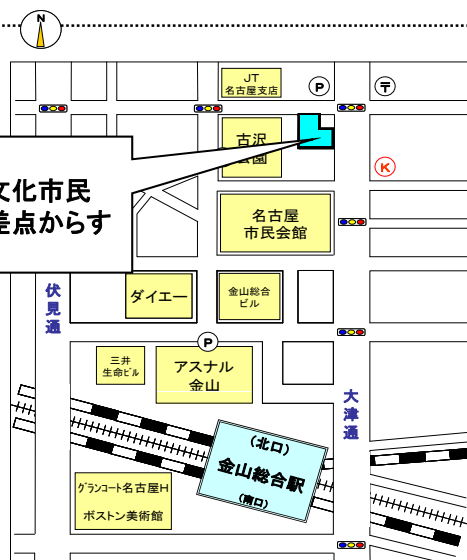 N
JT
名古屋支店
P
〒
古沢
公園
K
文化市民
差点からす
名古屋
市民会館
伏見通
ダイエー
金山総合
ビル
P
三井
生命ビル
アスナル
金山
大津通
(北口)
金山総合駅
(南口)
グランコート名古屋H
ボストン美術館